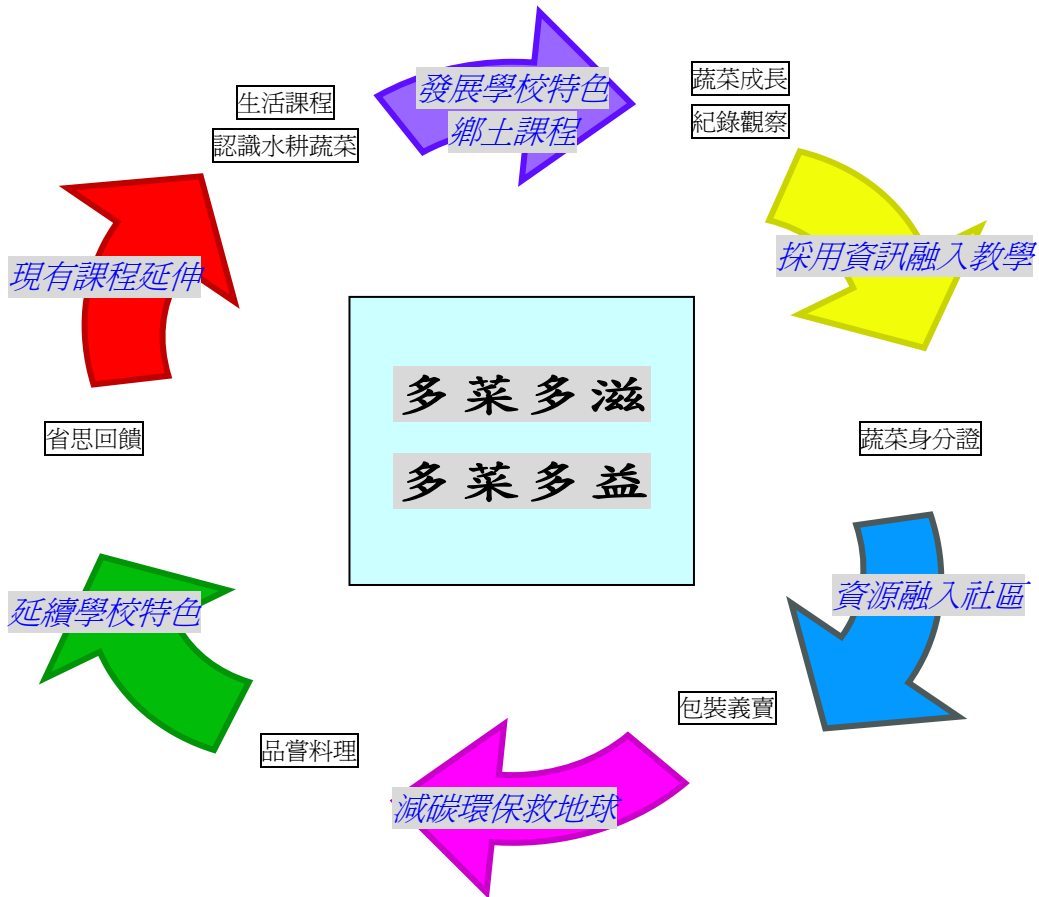 發展學校特色
鄉土課程
生活課程
認識水耕蔬菜
蔬菜成長
紀錄觀察
現有課程延伸
採用資訊融入教學
多菜多滋
多菜多益
省思回饋
蔬菜身分證
延續學校特色
資源融入社區
包裝義賣
品嘗料理
減碳環保救地球